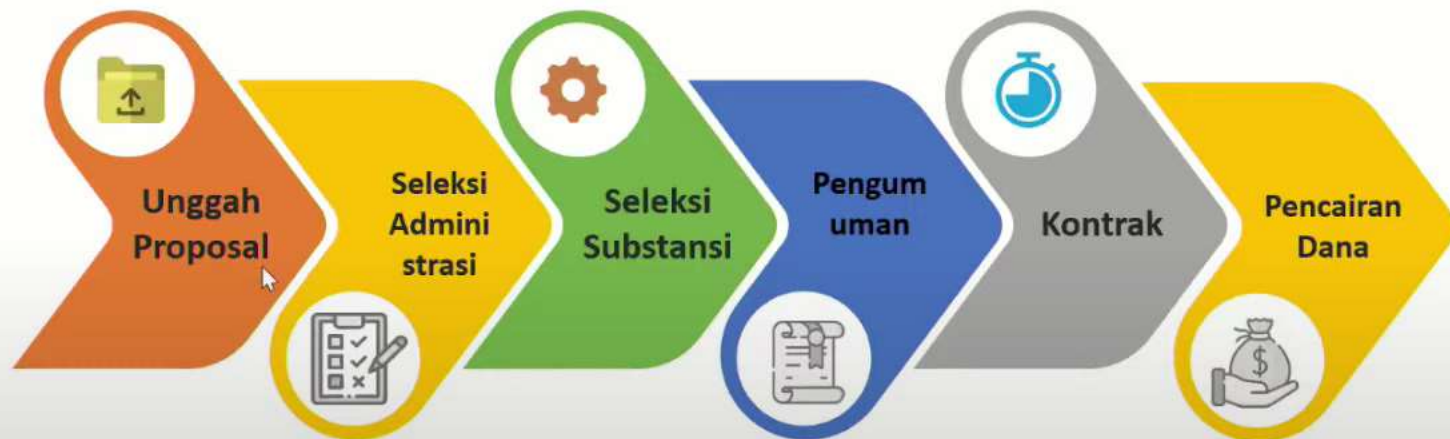 Unggah
Proposal
Seleksi
Admini
strasi
Seleksi
Substansi
Pengum
uman
Kontrak
Pencairan
Dana
$